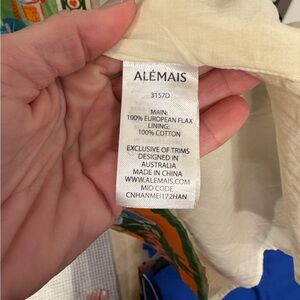 ALÉMAIS
3157D
MAIN:
100% EUROPEAN FLAX
LINING:
100% COTTON
EXCLUSIVE OF TRIMS
DESIGNED IN
AUSTRALIA
MADE IN CHINA
WWW.ALEMAIS.COM
MID CODE
CNHANMEI172HAN